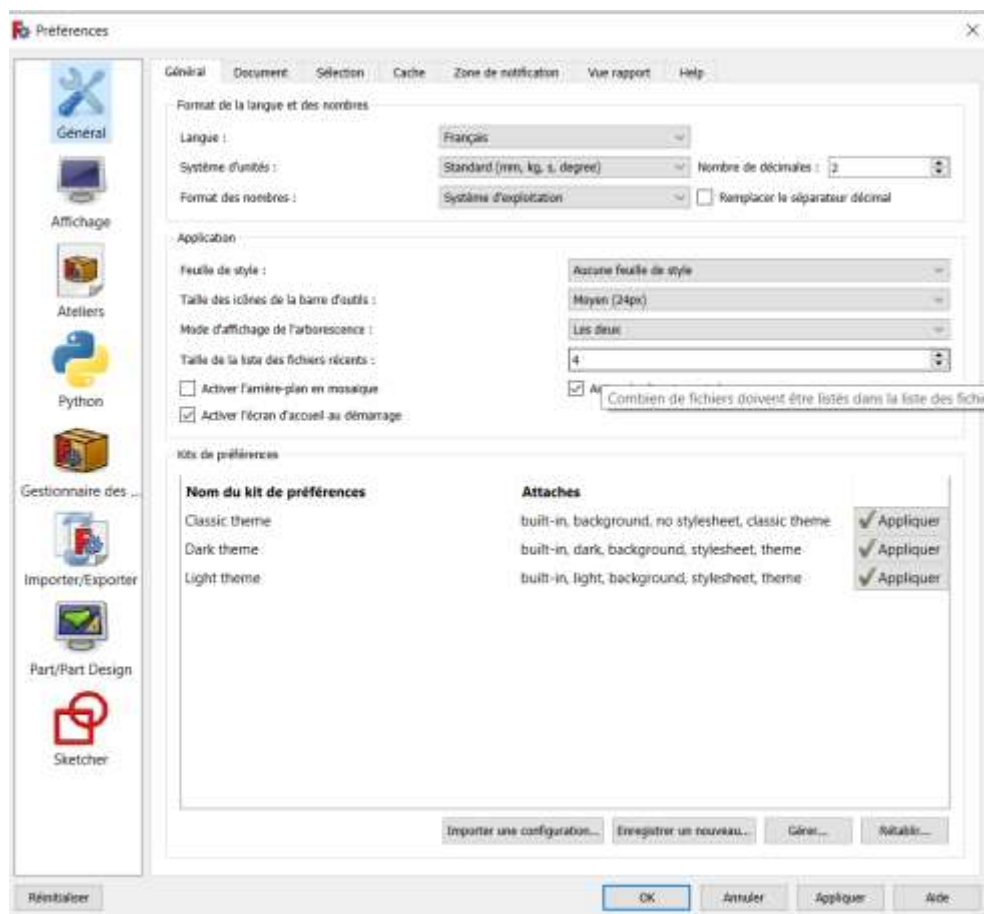 Préférences
Général
Affichage
Ateliers
Python
Gestionnaire des ...
Importer/Exporter
Part/Part Design
Sketcher
Général Document Sélection Cache Zone de notification Vue rapport Help
Format de la langue et des nombres
Langue : Français
Système d'unités : Standard (mm, kg, s, degree) Nombre de décimales : 2
Format des nombres : Système d'exploitation Remplacer le séparateur décimal
Application
Feuille de style : Aucune feuille de style
Taille des icônes de la barre d'outils : Moyen (24px)
Mode d'affichage de l'arborescence : Les deux
Taille de la liste des fichiers récents : 4
Activer l'arrière-plan en mosaïque
Combien de fichiers doivent être listés dans la liste des fichi
Activer l'écran d'accueil au démarrage
Kits de préférences
Nom du kit de préférences Attaches
Classic theme built-in, background, no stylesheet, classic theme Appliquer
Dark theme built-in, dark, background, stylesheet, theme Appliquer
Light theme built-in, light, background, stylesheet, theme Appliquer
Importer une configuration... Enregistrer un nouveau... Gérer... Rétablir...
Réinitialiser OK Annuler Appliquer Aide